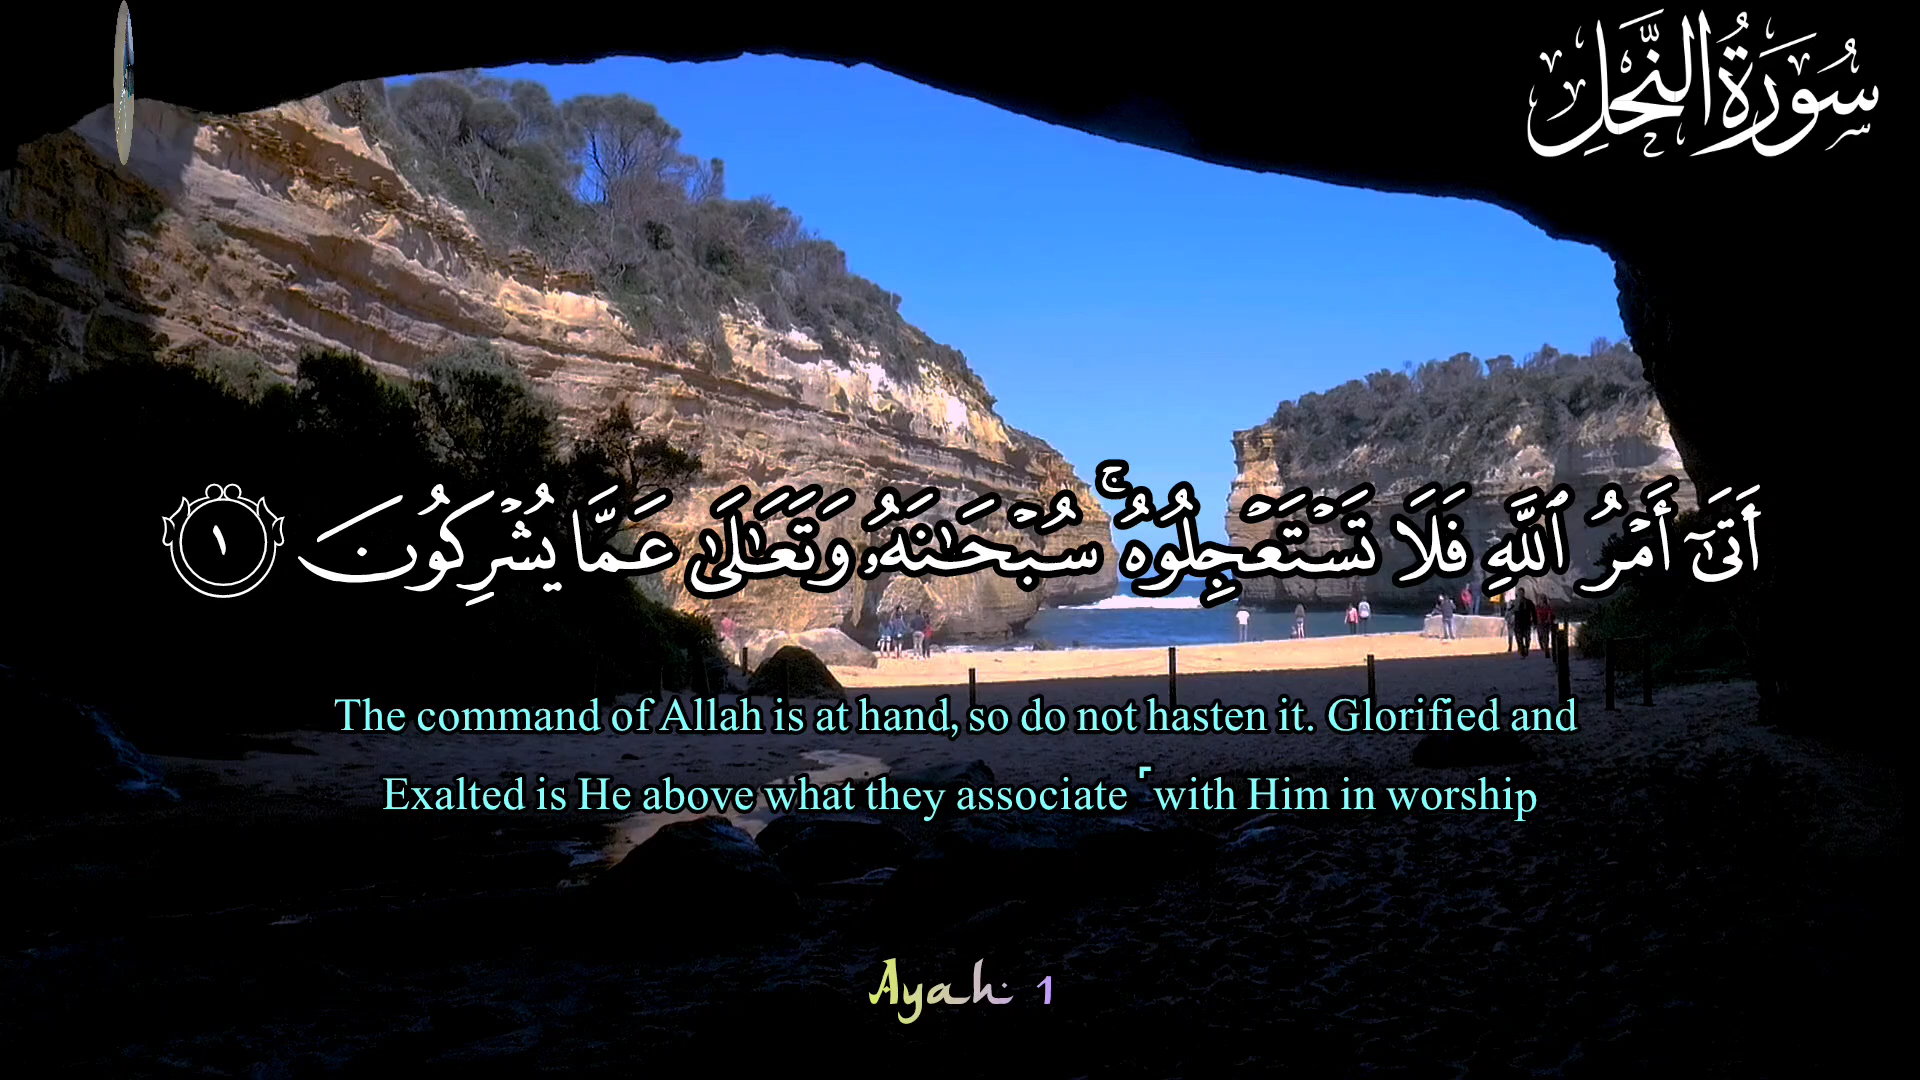 سُورَةُ النَّحْلِ
أَتَىٰٓ أَمْرُ ٱللَّهِ فَلَا تَسْتَعْجِلُوهُ ۚ سُبْحَـٰنَهُۥ وَتَعَـٰلَىٰ عَمَّا يُشْرِكُونَ ١
The command of Allah is at hand, so do not hasten it. Glorified and
Exalted is He above what they associate ˹with Him in worship
Ayah 1